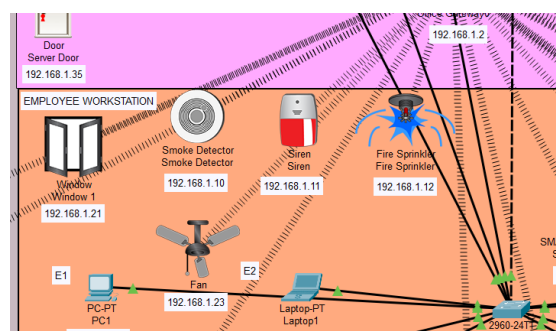 Door
Server Door
192.168.1.35
192.168.1.2
EMPLOYEE WORKSTATION
Smoke Detector
Smoke Detector
192.168.1.10
Siren
Siren
192.168.1.11
Fire Sprinkler
Fire Sprinkler
192.168.1.12
Window
Window 1
192.168.1.21
Fan
192.168.1.23
E1
E2
PC-PT
PC1
Laptop-PT
Laptop1
2960-24TT